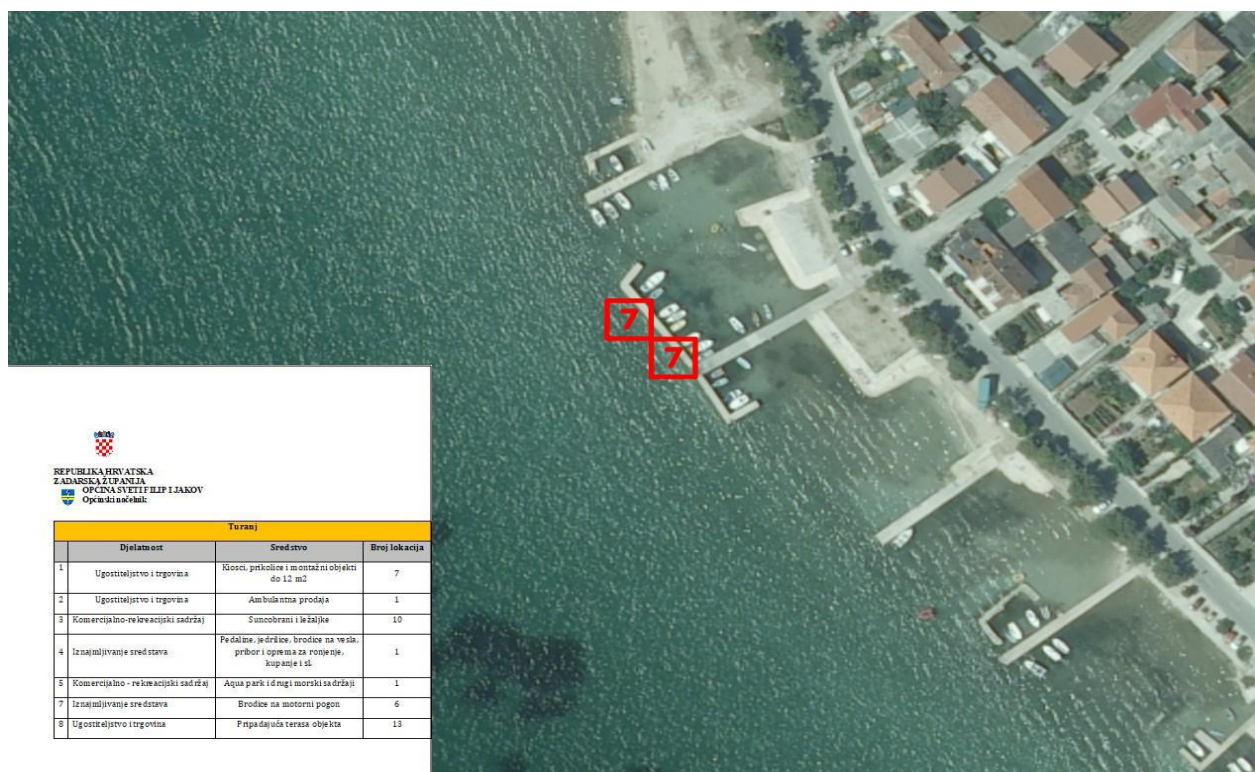 7
7
REPUBLIKA HRVATSKA
ZADARSKA ŽUPANIJA
OPĆINA SVETI FILIP I JAKOV
Općinski načelnik
Turanj
Djelatnost Sredstvo Broj lokacija
1 Ugostiteljstvo i trgovina Kiosci, prikolice i montažni objekti do 12 m2 7
2 Ugostiteljstvo i trgovina Ambulantna prodaja 1
3 Komercijalno-rekreacijski sadržaj Suncobrani i ležaljke 10
4 Iznajmljivanje sredstava Pedaline, jedrilice, brodice na vesla, pribor i oprema za ronjenje, kupanje i sl. 1
5 Komercijalno - rekreacijski sadržaj Aqua park i drugi morski sadržaji 1
7 Iznajmljivanje sredstava Brodice na motorni pogon 6
8 Ugostiteljstvo i trgovina Pripadajuća terasa objekta 13